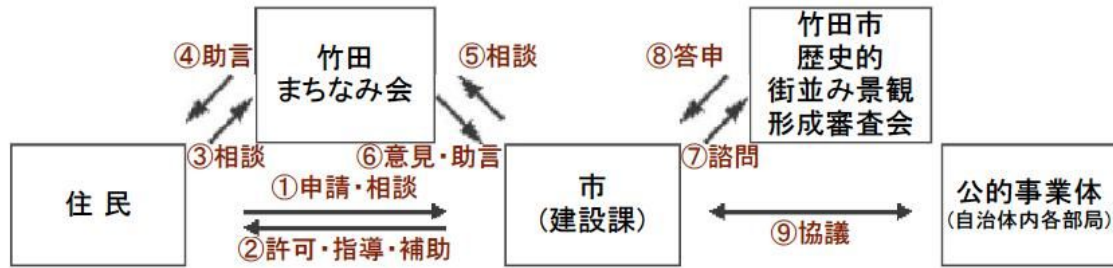 ④助言
竹田
まちなみ会
⑤相談
⑧答申
竹田市
歴史的
街並み景観
形成審査会
③相談
⑥意見・助言
⑦諮問
住 民
①申請・相談
②許可・指導・補助
市
(建設課)
⑨協議
公的事業体
(自治体内各部局)